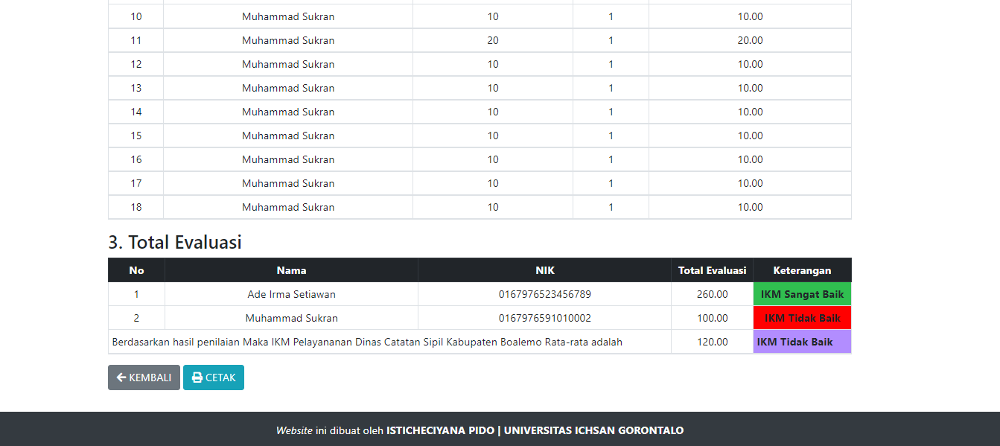 10 Muhammad Sukran 10 1 10.00
11 Muhammad Sukran 20 1 20.00
12 Muhammad Sukran 10 1 10.00
13 Muhammad Sukran 10 1 10.00
14 Muhammad Sukran 10 1 10.00
15 Muhammad Sukran 10 1 10.00
16 Muhammad Sukran 10 1 10.00
17 Muhammad Sukran 10 1 10.00
18 Muhammad Sukran 10 1 10.00
3. Total Evaluasi
No Nama NIK Total Evaluasi Keterangan
1 Ade Irma Setiawan 0167976523456789 260.00 IKM Sangat Baik
2 Muhammad Sukran 0167976591010002 100.00 IKM Tidak Baik
Berdasarkan hasil penilaian Maka IKM Pelayananan Dinas Catatan Sipil Kabupaten Boalemo Rata-rata adalah 120.00 IKM Tidak Baik
KEMBALI CETAK
Website ini dibuat oleh ISTICHECIYANA PIDO | UNIVERSITAS ICHSAN GORONTALO